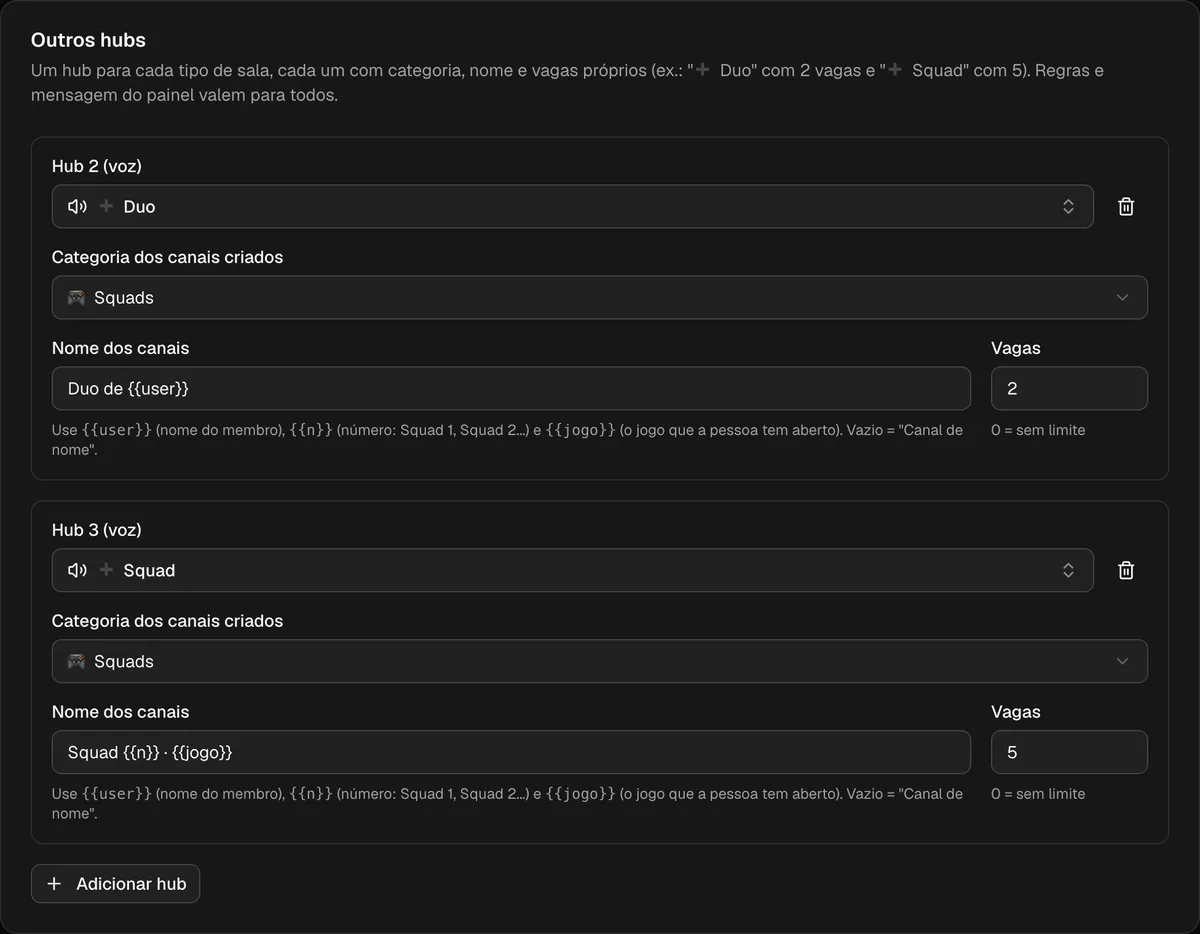 Outros hubs
Um hub para cada tipo de sala, cada um com categoria, nome e vagas próprios (ex.: "➕ Duo" com 2 vagas e "➕ Squad" com 5). Regras e
mensagem do painel valem para todos.
Hub 2 (voz)
➕ Duo
Categoria dos canais criados
🎮 Squads
Nome dos canais
Vagas
Duo de {{user}}
2
Use {{user}} (nome do membro), {{n}} (número: Squad 1, Squad 2...) e {{jogo}} (o jogo que a pessoa tem aberto). Vazio = "Canal de
nome".
0 = sem limite
Hub 3 (voz)
➕ Squad
Categoria dos canais criados
🎮 Squads
Nome dos canais
Vagas
Squad {{n}} · {{jogo}}
5
Use {{user}} (nome do membro), {{n}} (número: Squad 1, Squad 2...) e {{jogo}} (o jogo que a pessoa tem aberto). Vazio = "Canal de
nome".
0 = sem limite
+ Adicionar hub